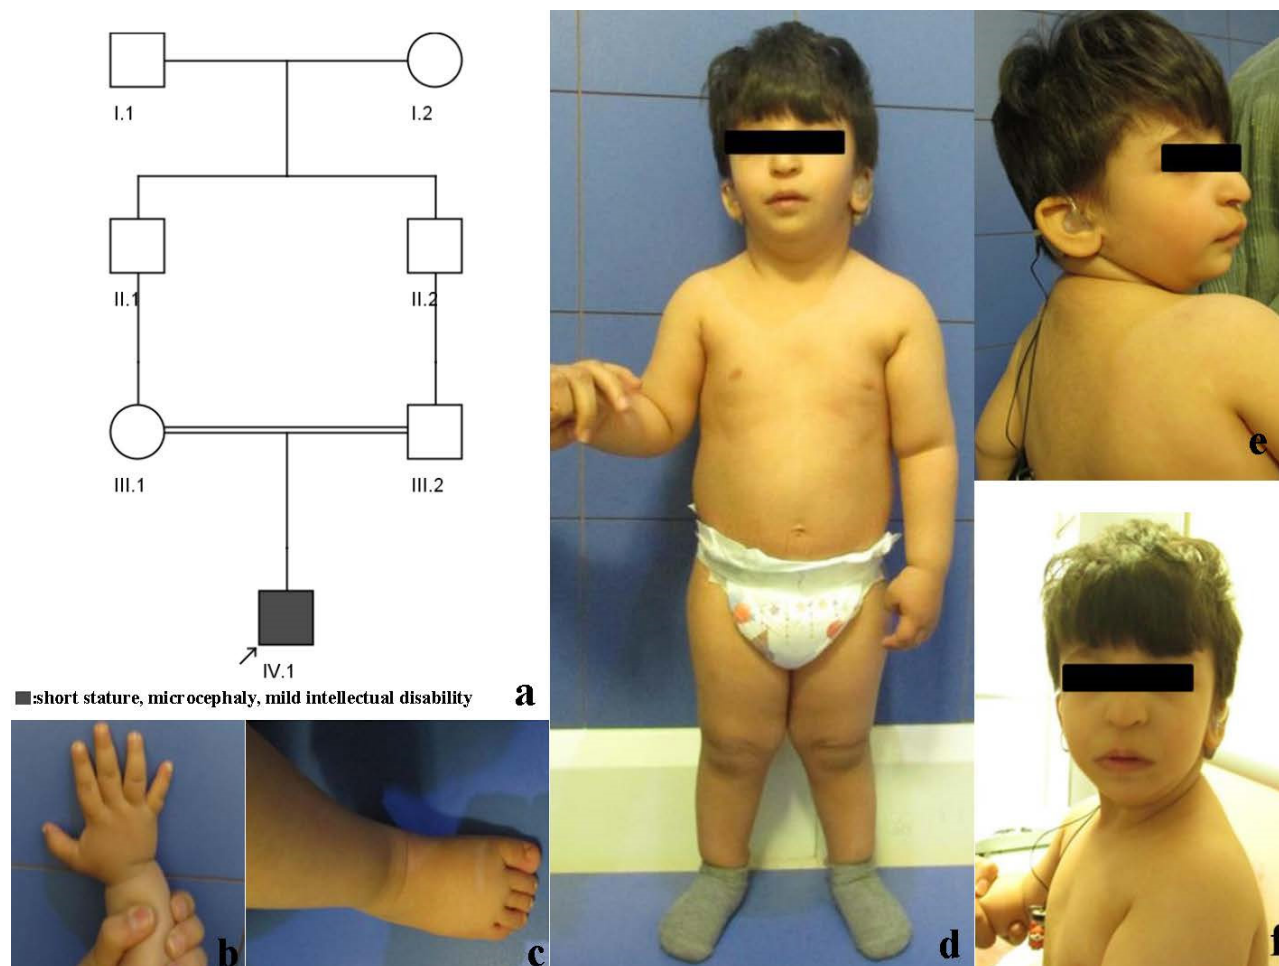 I.1 I.2
II.1 II.2
III.1 III.2
IV.1
:short stature, microcephaly, mild intellectual disability
a
b
c
d
e
f